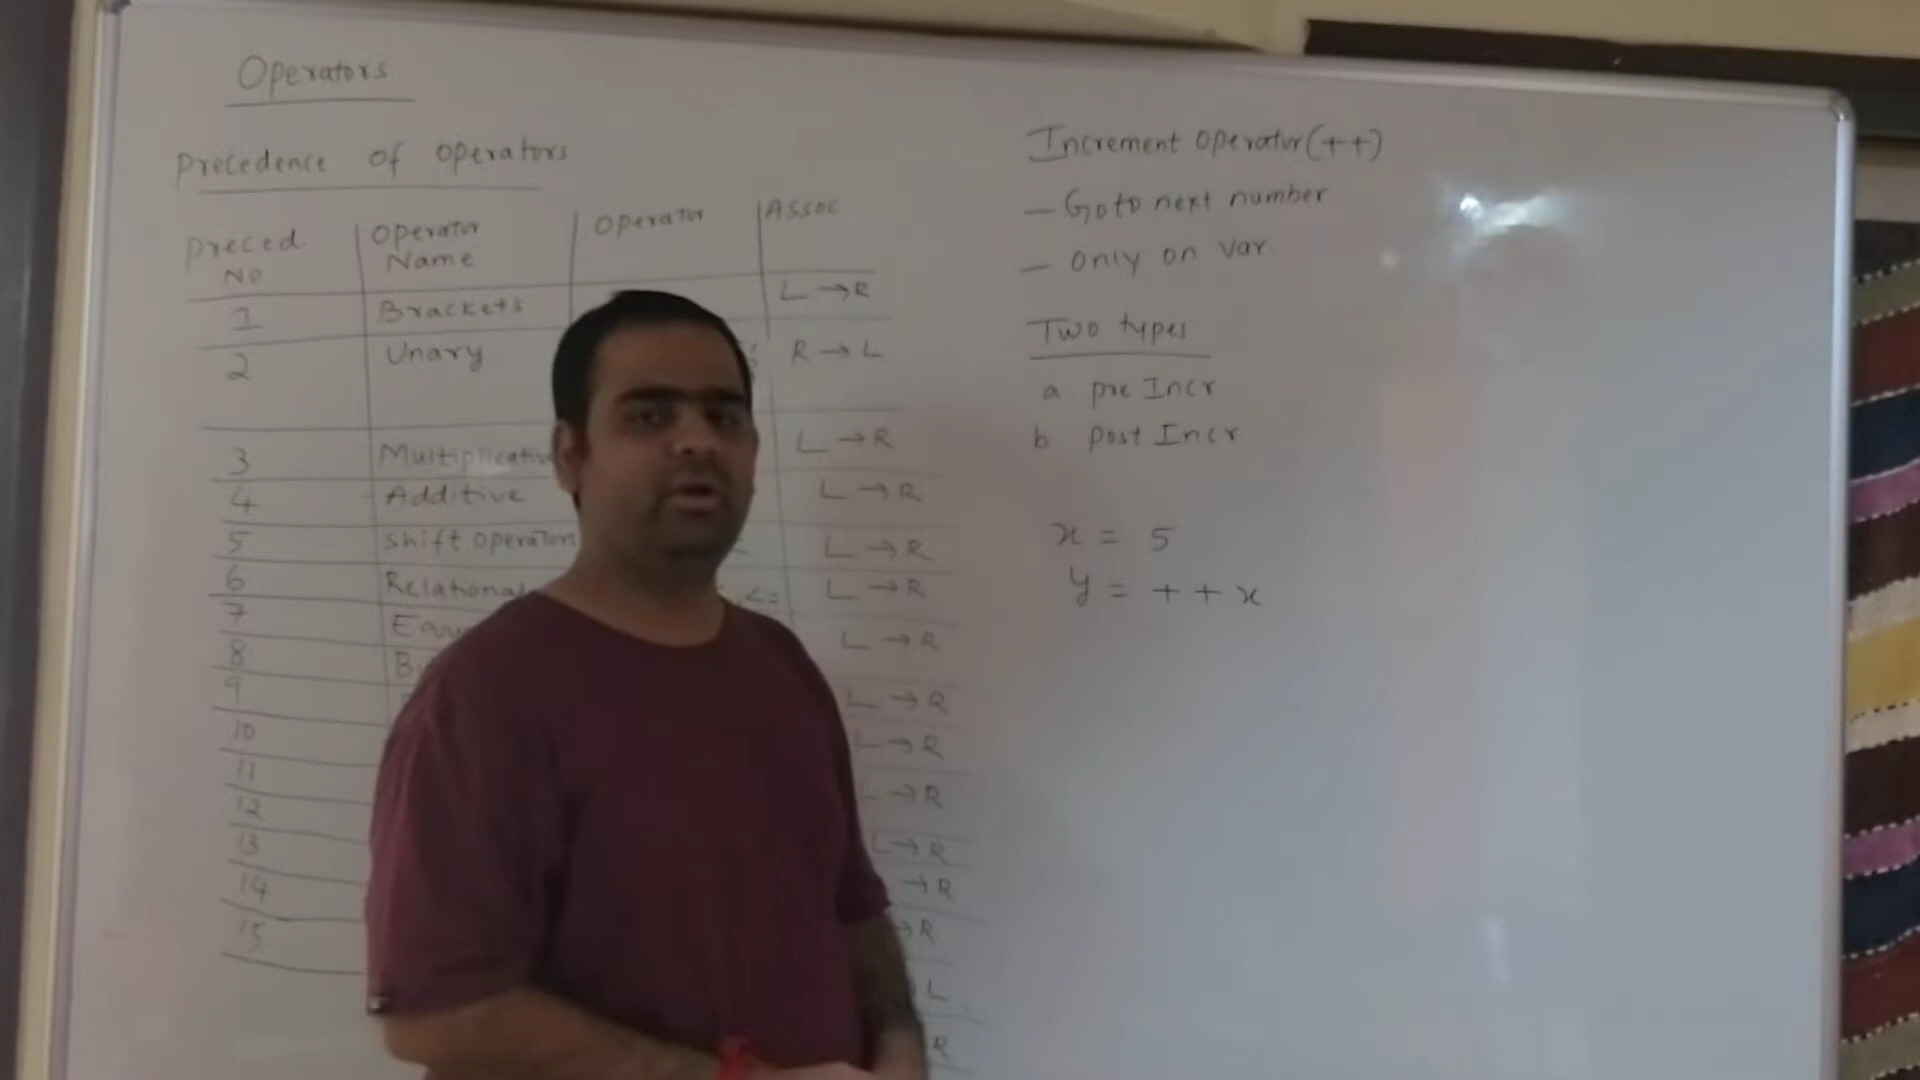 Operators
Precedence of operators
Preced. No | Operator Name | Operator | Assoc
1 Brackets L → R
2 Unary R → L
3 Multiplicativ L → R
4 Additive L → R
5 Shift operators L → R
6 Relational <= L → R
7 L → R
8
9 L → R
10 L → R
11 L → R
12
13 L → R
14 → R
15 → R
L
R
Increment operator (++)
— Goto next number
— Only on var
Two types
a pre Incr
b post Incr
x = 5
y = ++x